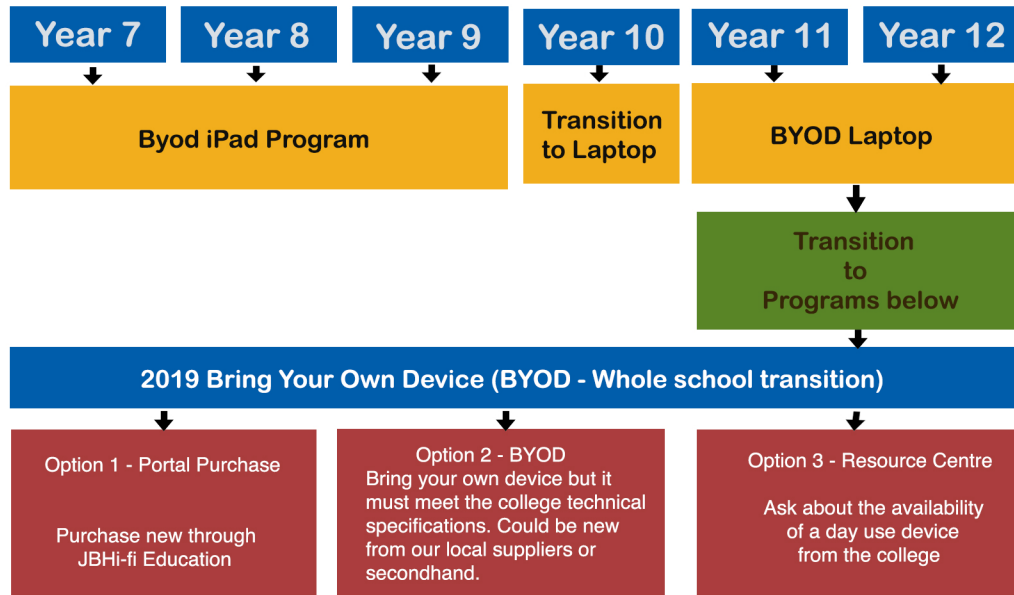 Year 7
Year 8
Year 9
Year 10
Year 11
Year 12
Byod iPad Program
Transition
to Laptop
BYOD Laptop
Transition
to
Programs below
2019 Bring Your Own Device (BYOD - Whole school transition)
Option 1 - Portal Purchase
Purchase new through
JBHi-fi Education
Option 2 - BYOD
Bring your own device but it
must meet the college technical
specifications. Could be new
from our local suppliers or
secondhand.
Option 3 - Resource Centre
Ask about the availability
of a day use device
from the college